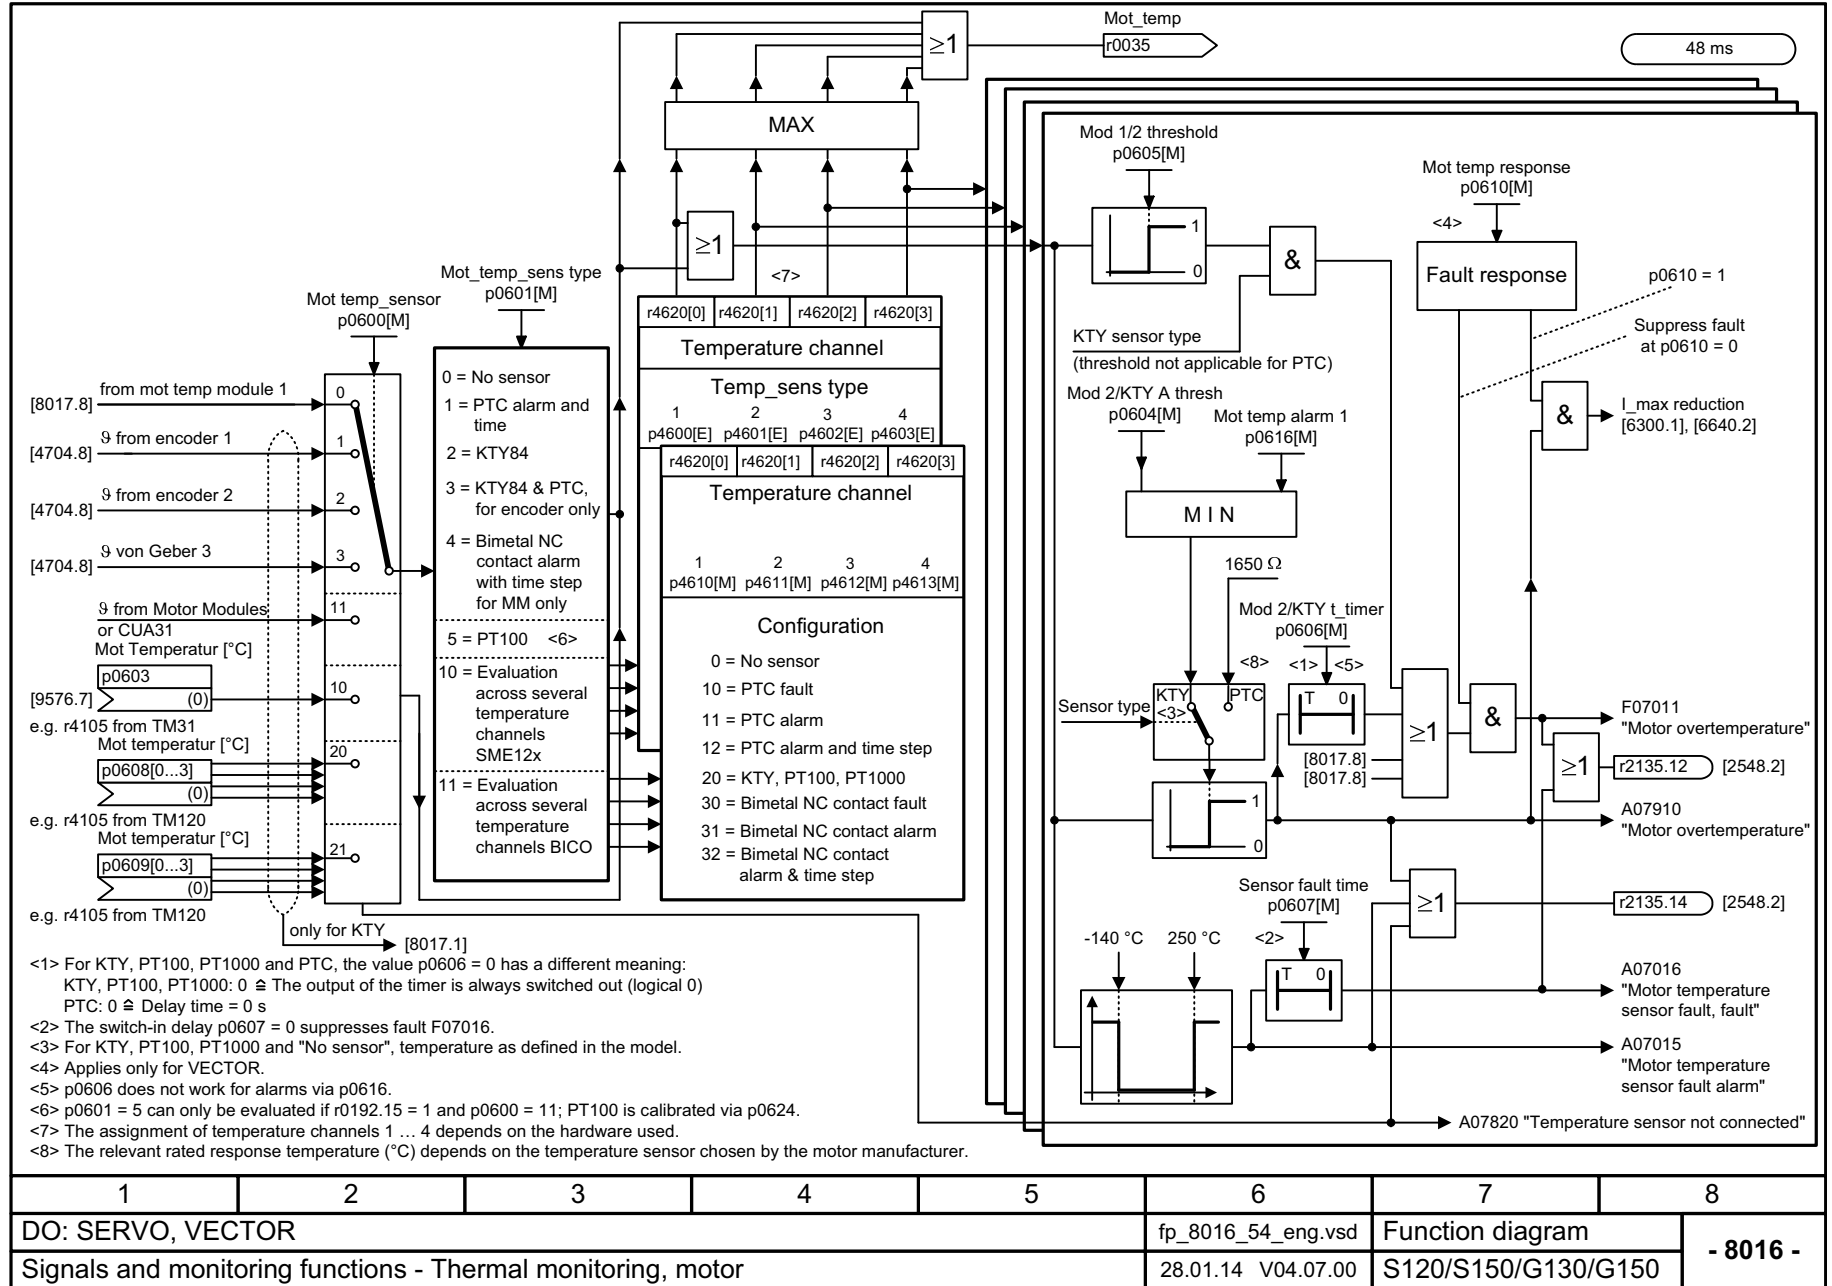 Mot_temp
r0035
≥1
48 ms
MAX
Mod 1/2 threshold
p0605[M]
Mot temp response
p0610[M]
<4>
≥1
<7>
1
0
&
Fault response
p0610 = 1
Suppress fault
at p0610 = 0
KTY sensor type
(threshold not applicable for PTC)
Mot_temp_sens type
p0601[M]
Mot temp_sensor
p0600[M]
r4620[0] r4620[1] r4620[2] r4620[3]
Temperature channel
Temp_sens type
1 2 3 4
p4600[E] p4601[E] p4602[E] p4603[E]
r4620[0] r4620[1] r4620[2] r4620[3]
Temperature channel
1 2 3 4
p4610[M] p4611[M] p4612[M] p4613[M]
Configuration
0 = No sensor
10 = PTC fault
11 = PTC alarm
12 = PTC alarm and time step
20 = KTY, PT100, PT1000
30 = Bimetal NC contact fault
31 = Bimetal NC contact alarm
32 = Bimetal NC contact
alarm & time step
0 = No sensor
1 = PTC alarm and
time
2 = KTY84
3 = KTY84 & PTC,
for encoder only
4 = Bimetal NC
contact alarm
with time step
for MM only
5 = PT100 <6>
10 = Evaluation
across several
temperature
channels
SME12x
11 = Evaluation
across several
temperature
channels BICO
[8017.8] from mot temp module 1 0
[4704.8] ϑ from encoder 1 1
[4704.8] ϑ from encoder 2 2
[4704.8] ϑ von Geber 3 3
ϑ from Motor Modules 11
or CUA31
Mot Temperatur [°C]
p0603
[9576.7] (0) 10
e.g. r4105 from TM31
Mot temperatur [°C]
p0608[0...3] 20
(0)
e.g. r4105 from TM120
Mot temperatur [°C]
p0609[0...3] 21
(0)
e.g. r4105 from TM120
only for KTY
[8017.1]
Mod 2/KTY A thresh
p0604[M]
Mot temp alarm 1
p0616[M]
M I N
1650 Ω
Mod 2/KTY t_timer
p0606[M]
<8> <1> <5>
Sensor type
KTY PTC
<3>
T 0
[8017.8]
[8017.8]
≥1
&
&
I_max reduction
[6300.1], [6640.2]
F07011
"Motor overtemperature"
≥1
r2135.12 [2548.2]
A07910
"Motor overtemperature"
1
0
Sensor fault time
p0607[M]
≥1
r2135.14 [2548.2]
-140 °C 250 °C <2>
T 0
A07016
"Motor temperature
sensor fault, fault"
A07015
"Motor temperature
sensor fault alarm"
A07820 "Temperature sensor not connected"
<1> For KTY, PT100, PT1000 and PTC, the value p0606 = 0 has a different meaning:
KTY, PT100, PT1000: 0 ≙ The output of the timer is always switched out (logical 0)
PTC: 0 ≙ Delay time = 0 s
<2> The switch-in delay p0607 = 0 suppresses fault F07016.
<3> For KTY, PT100, PT1000 and "No sensor", temperature as defined in the model.
<4> Applies only for VECTOR.
<5> p0606 does not work for alarms via p0616.
<6> p0601 = 5 can only be evaluated if r0192.15 = 1 and p0600 = 11; PT100 is calibrated via p0624.
<7> The assignment of temperature channels 1 … 4 depends on the hardware used.
<8> The relevant rated response temperature (°C) depends on the temperature sensor chosen by the motor manufacturer.
1 2 3 4 5 6 7 8
DO: SERVO, VECTOR fp_8016_54_eng.vsd Function diagram - 8016 -
Signals and monitoring functions - Thermal monitoring, motor 28.01.14 V04.07.00 S120/S150/G130/G150